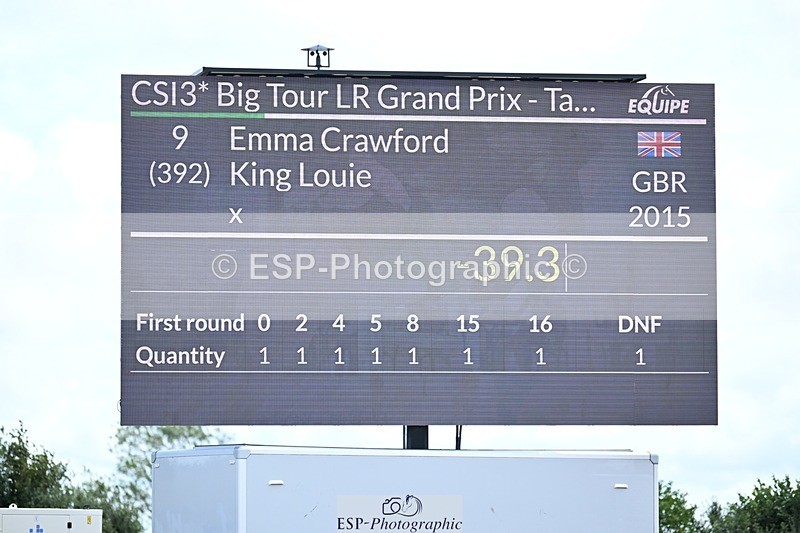 CSI3* Big Tour LR Grand Prix - Ta... EQUIPE
9 Emma Crawford
(392) King Louie GBR
x 2015
-39.3
© ESP-Photographic ©
First round 0 2 4 5 8 15 16 DNF
Quantity 1 1 1 1 1 1 1 1
ESP-Photographic